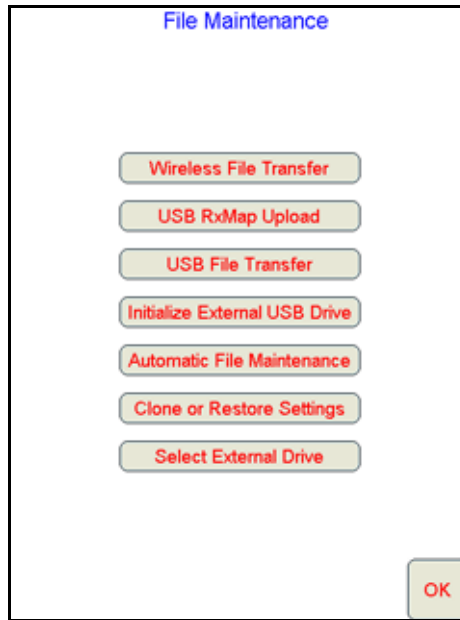 File Maintenance
Wireless File Transfer
USB RxMap Upload
USB File Transfer
Initialize External USB Drive
Automatic File Maintenance
Clone or Restore Settings
Select External Drive
OK